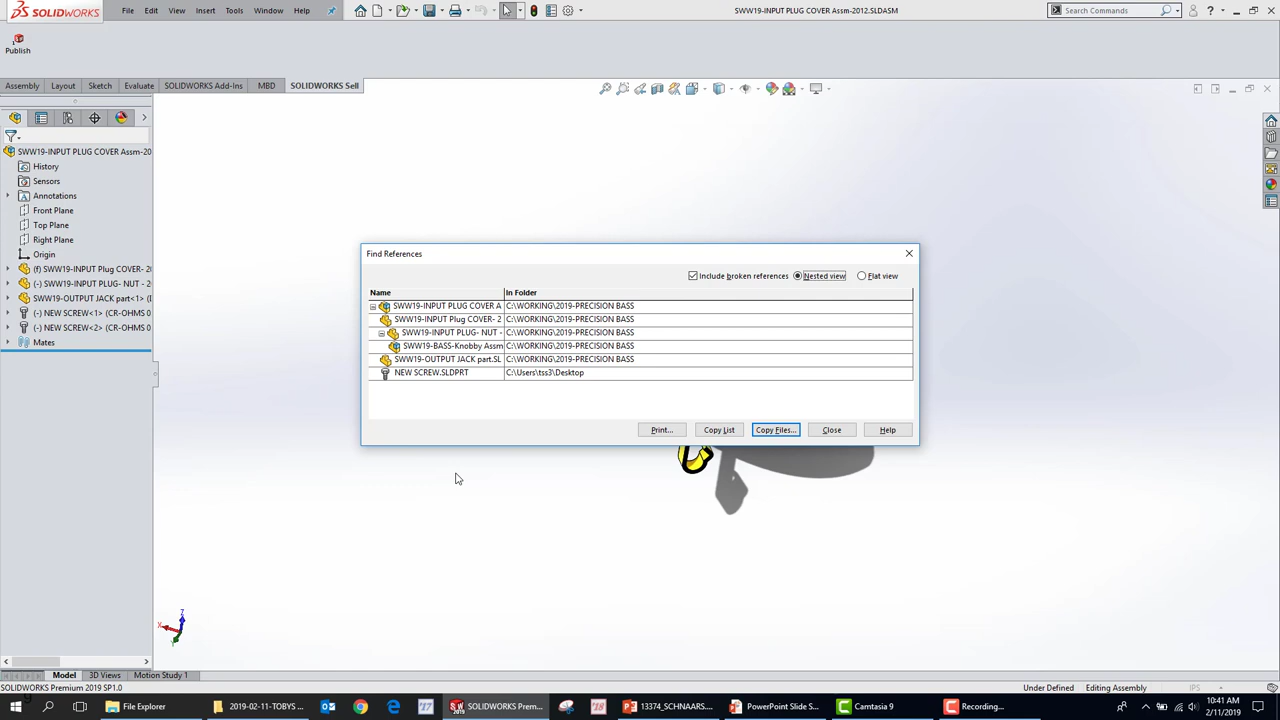 SOLIDWORKS
File Edit View Insert Tools Window Help
SWW19-INPUT PLUG COVER Assm-2012.SLDASM
Search Commands
Publish
Assembly Layout Sketch Evaluate SOLIDWORKS Add-Ins MBD SOLIDWORKS Sell
SWW19-INPUT PLUG COVER Assm-20
History
Sensors
Annotations
Front Plane
Top Plane
Right Plane
Origin
(f) SWW19-INPUT Plug COVER- 20
(-) SWW19-INPUT PLUG- NUT - 20
SWW19-OUTPUT JACK part<1> (D
(-) NEW SCREW<1> (CR-OHMS 0
(-) NEW SCREW<2> (CR-OHMS 0
Mates
Find References
Include broken references Nested view Flat view
Name In Folder
SWW19-INPUT PLUG COVER A C:\WORKING\2019-PRECISION BASS
SWW19-INPUT Plug COVER- 2 C:\WORKING\2019-PRECISION BASS
SWW19-INPUT PLUG- NUT - C:\WORKING\2019-PRECISION BASS
SWW19-BASS-Knobby Assm C:\WORKING\2019-PRECISION BASS
SWW19-OUTPUT JACK part.SL C:\WORKING\2019-PRECISION BASS
NEW SCREW.SLDPRT C:\Users\tss3\Desktop
Print... Copy List Copy Files... Close Help
Z
X
Y
Model 3D Views Motion Study 1
SOLIDWORKS Premium 2019 SP1.0
Under Defined Editing Assembly IPS
File Explorer 2019-02-11-TOBYS ... '17 SOLIDWORKS Prem... '18 13374_SCHNAARS... PowerPoint Slide S... Camtasia 9 Recording...
10:41 AM
2/11/2019